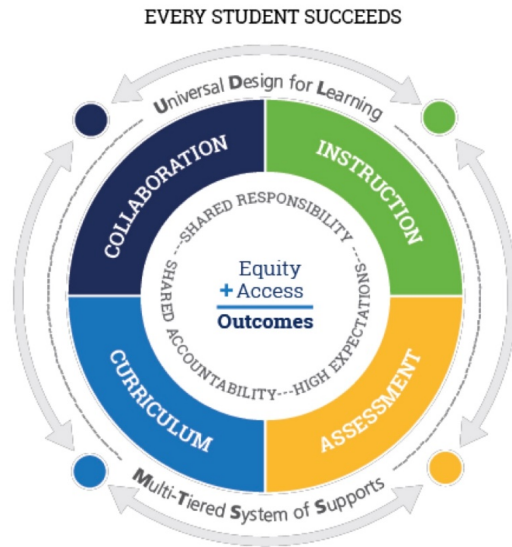 EVERY STUDENT SUCCEEDS
Universal Design for Learning
COLLABORATION
INSTRUCTION
SHARED RESPONSIBILITY ---
HIGH EXPECTATIONS---
SHARED ACCOUNTABILITY---
Equity
+Access
Outcomes
CURRICULUM
ASSESSMENT
Multi-Tiered System of Supports